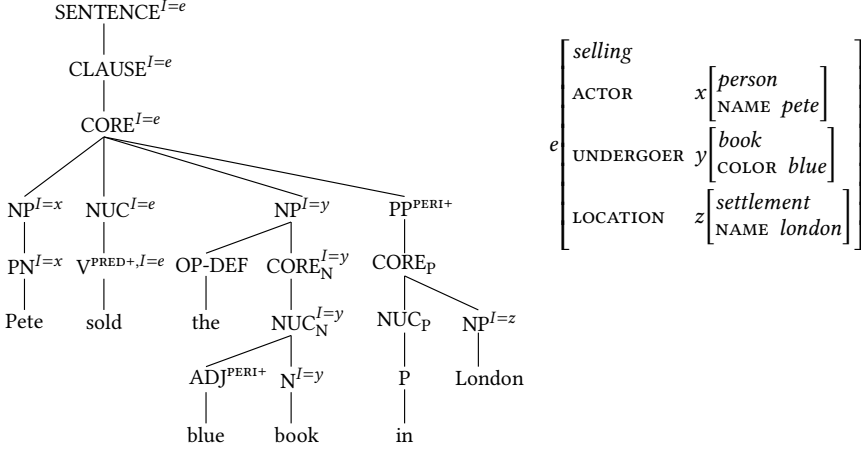 SENTENCE^I=e
CLAUSE^I=e
CORE^I=e
NP^I=x NUC^I=e NP^I=y PP^PERI+
PN^I=x V^PRED+,I=e OP-DEF CORE_N^I=y CORE_P
Pete sold the NUC_N^I=y NUC_P NP^I=z
ADJ^PERI+ N^I=y P London
blue book in
selling
ACTOR x person
NAME pete
e
UNDERGOER y book
COLOR blue
LOCATION z settlement
NAME london